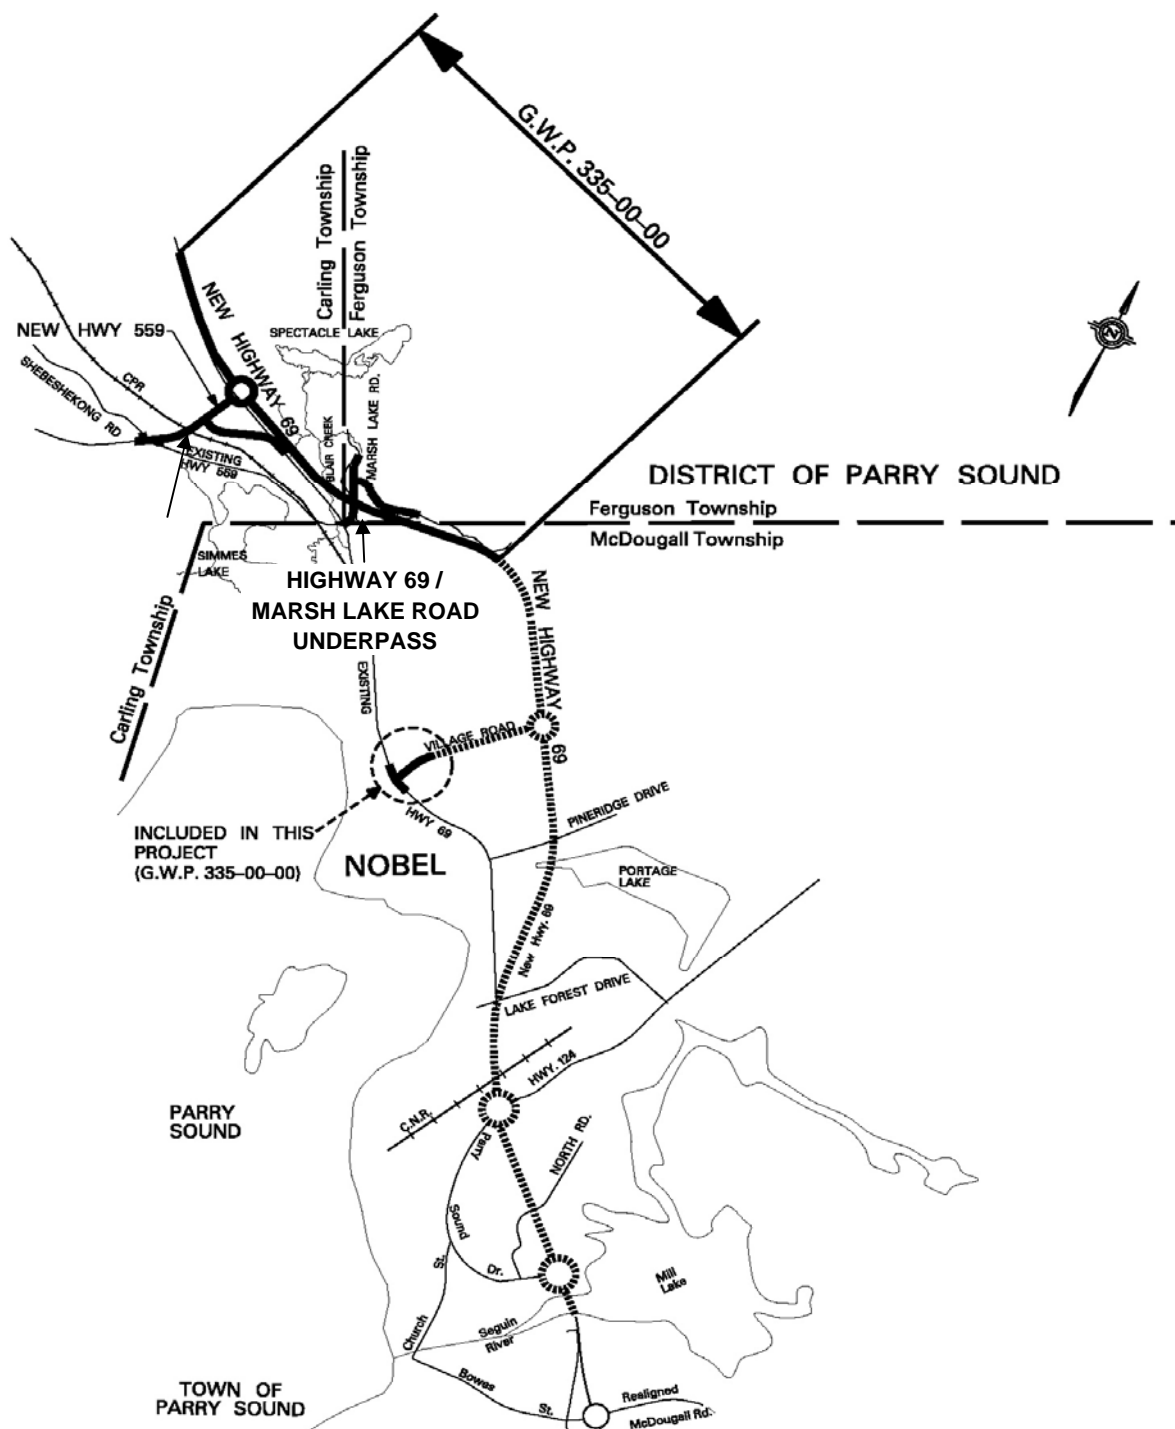 G.W.P. 335-00-00
Carling Township
Ferguson Township
NEW HIGHWAY 69
SPECTACLE LAKE
NEW HWY 559
SHEBESHEKONG RD
CPR
EXISTING
HWY 559
BLAIR CREEK
MARSH LAKE RD.
N
DISTRICT OF PARRY SOUND
Ferguson Township
McDougall Township
SIMMES
LAKE
HIGHWAY 69 /
MARSH LAKE ROAD
UNDERPASS
Carling Township
EXISTING
NEW HIGHWAY 69
VILLAGE ROAD
HWY 69
PINERIDGE DRIVE
INCLUDED IN THIS
PROJECT
(G.W.P. 335-00-00)
NOBEL
PORTAGE
LAKE
New Hwy. 69
LAKE FOREST DRIVE
HWY. 124
C.N.R.
PARRY
SOUND
Parry Sound Dr.
NORTH RD.
Church St.
Mill
Lake
Seguin
River
Bowes St.
TOWN OF
PARRY SOUND
Realigned
McDougall Rd.